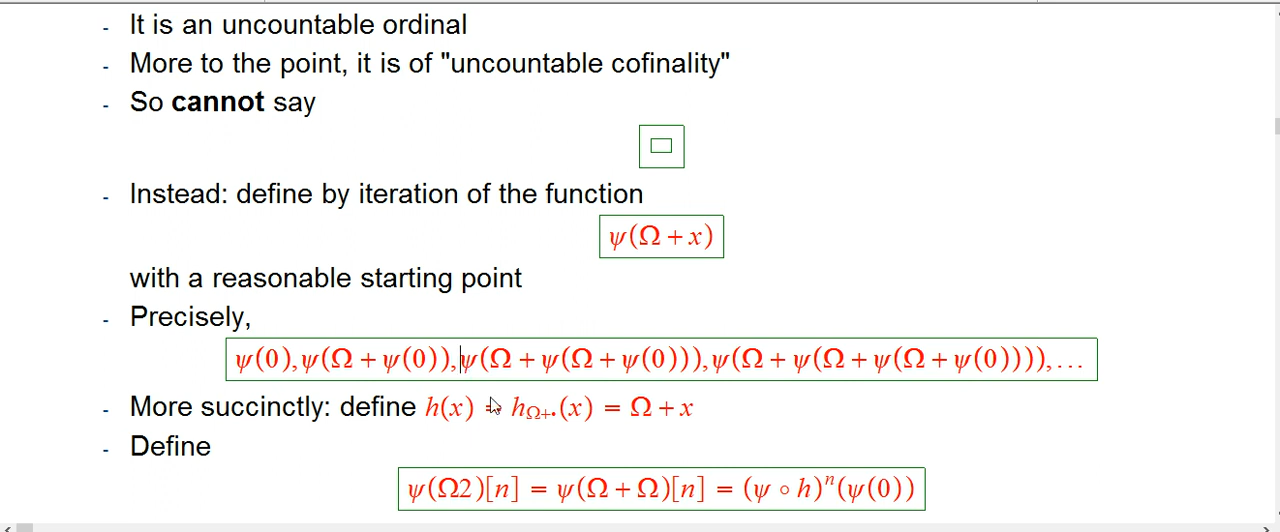 - It is an uncountable ordinal
- More to the point, it is of "uncountable cofinality"
- So cannot say
- Instead: define by iteration of the function
ψ(Ω + x)
with a reasonable starting point
- Precisely,
ψ(0), ψ(Ω + ψ(0)), ψ(Ω + ψ(Ω + ψ(0))), ψ(Ω + ψ(Ω + ψ(Ω + ψ(0)))), …
- More succinctly: define h(x) = h_{Ω+•}(x) = Ω + x
- Define
ψ(Ω2)[n] = ψ(Ω + Ω)[n] = (ψ ∘ h)ⁿ(ψ(0))